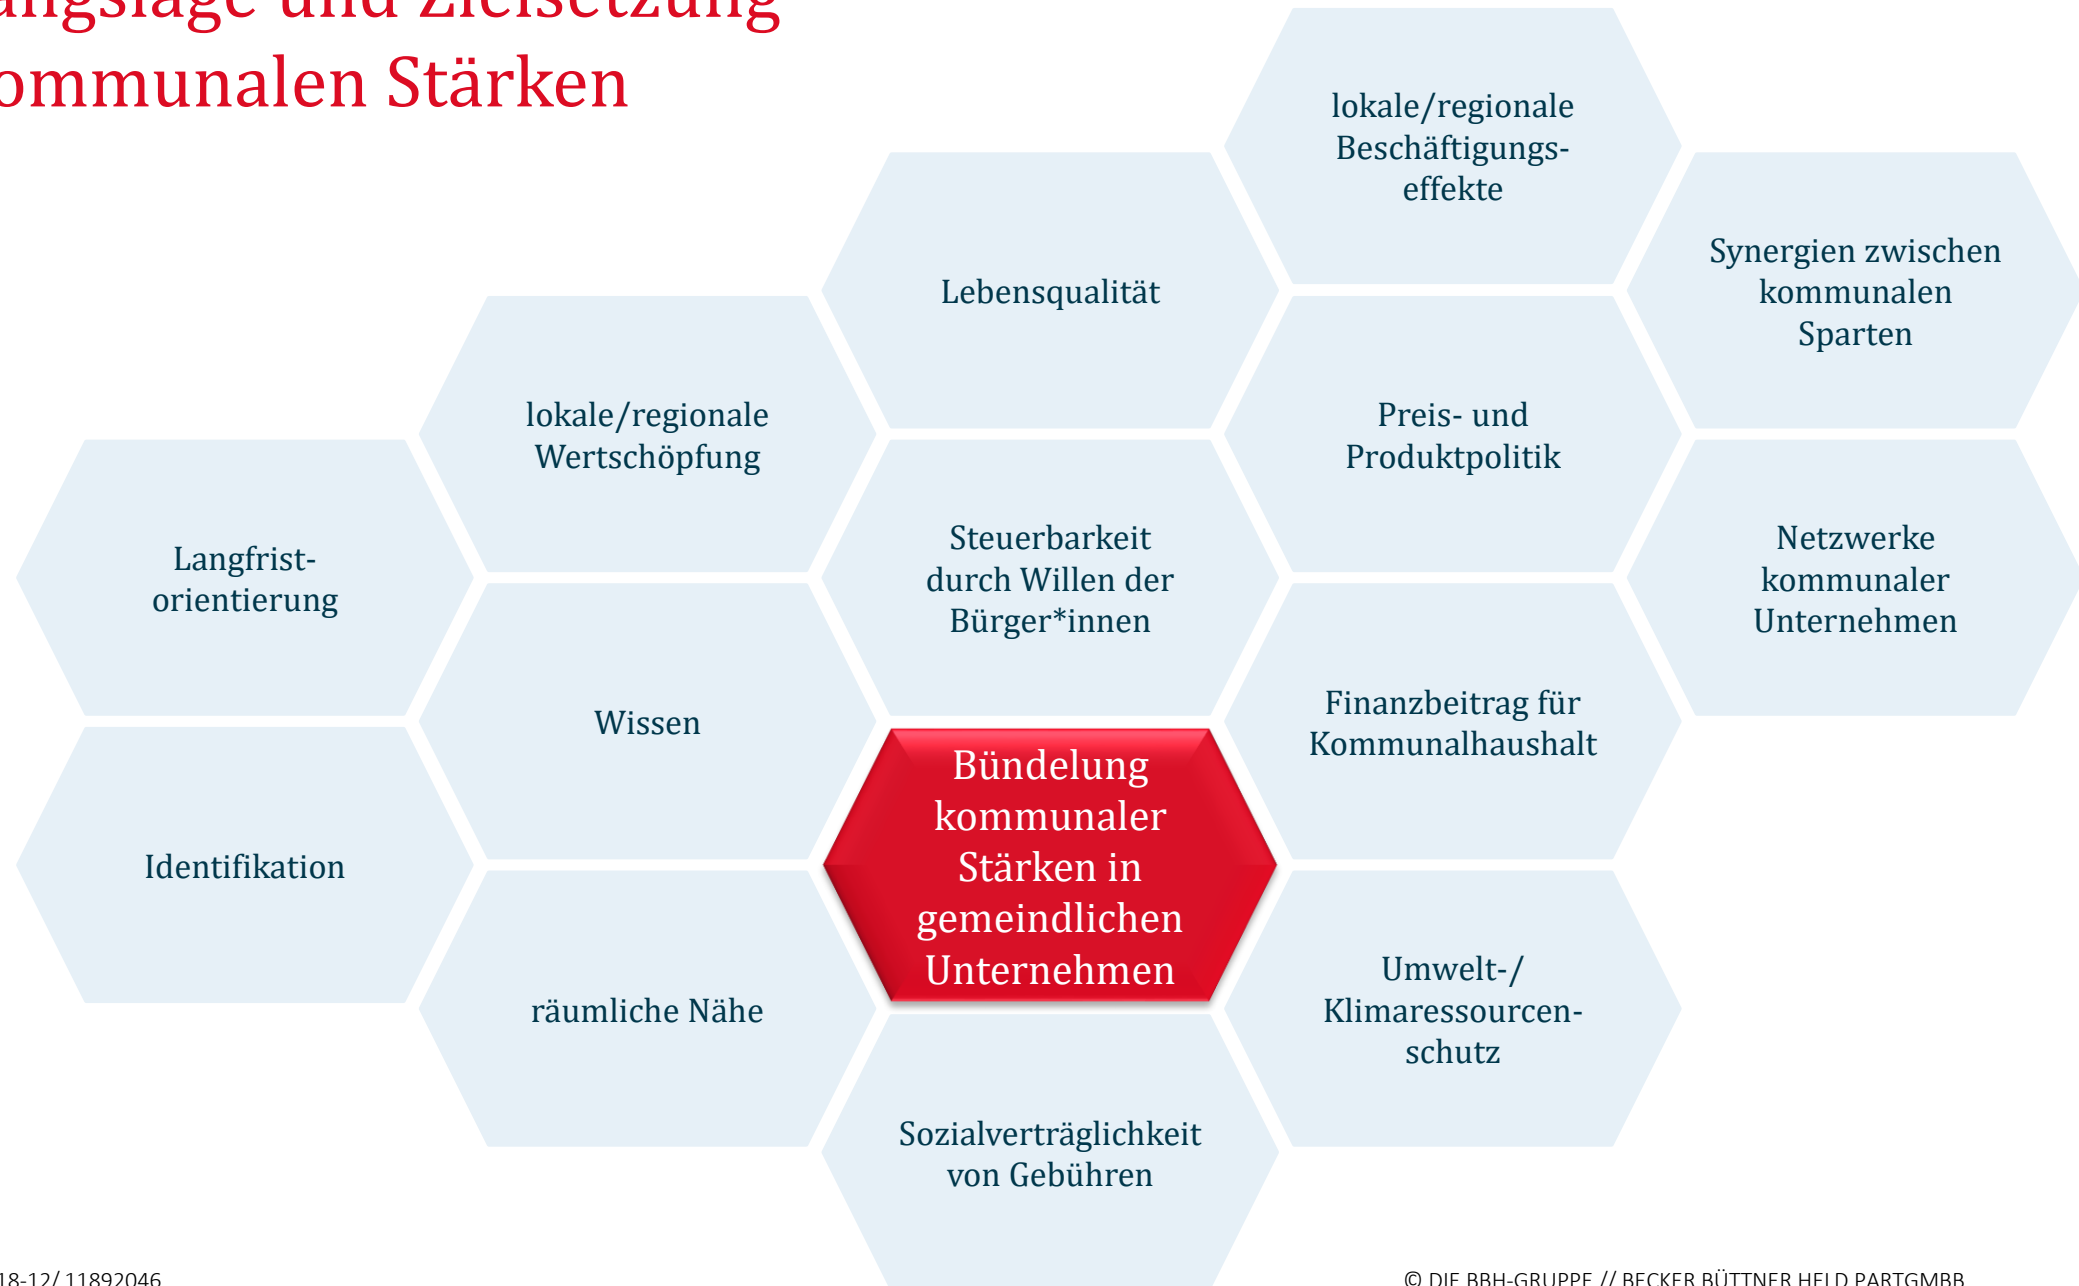 angslage und Zielsetzung
ommunalen Stärken
lokale/regionale
Beschäftigungs-
effekte
Lebensqualität
Synergien zwischen
kommunalen
Sparten
lokale/regionale
Wertschöpfung
Preis- und
Produktpolitik
Langfrist-
orientierung
Steuerbarkeit
durch Willen der
Bürger*innen
Netzwerke
kommunaler
Unternehmen
Wissen
Finanzbeitrag für
Kommunalhaushalt
Identifikation
Bündelung
kommunaler
Stärken in
gemeindlichen
Unternehmen
räumliche Nähe
Umwelt-/
Klimaressourcen-
schutz
Sozialverträglichkeit
von Gebühren
18-12/ 11892046
© DIE BBH-GRUPPE // BECKER BÜTTNER HELD PARTGMBB